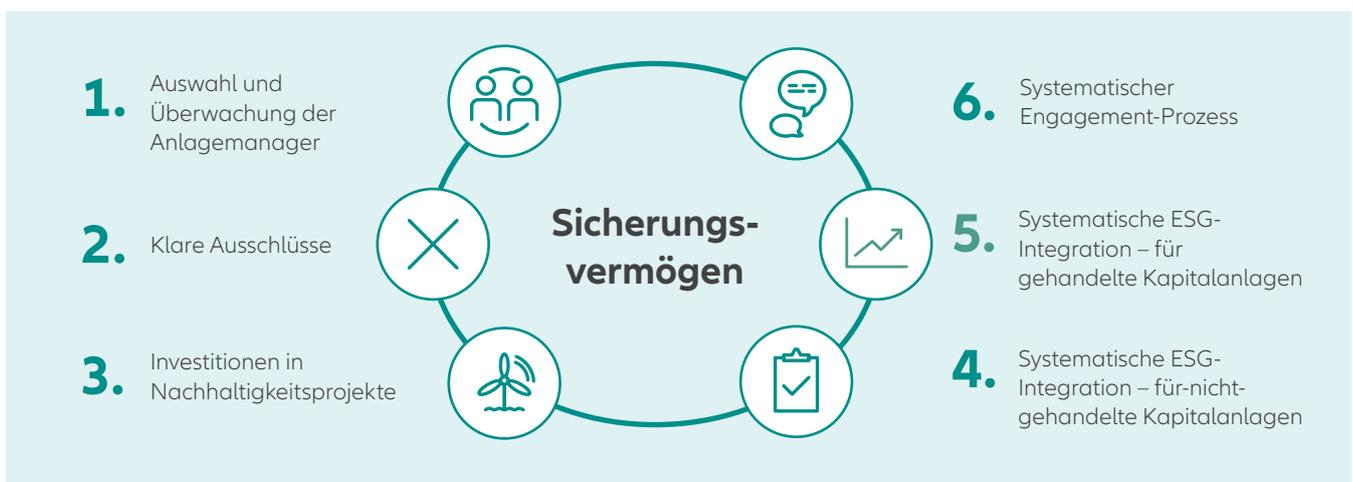 1.
Auswahl und
Überwachung der
Anlagemanager
2.
Klare Ausschlüsse
3.
Investitionen in
Nachhaltigkeitsprojekte
Sicherungs-
vermögen
6.
Systematischer
Engagement-Prozess
5.
Systematische ESG-
Integration – für
gehandelte Kapitalanlagen
4.
Systematische ESG-
Integration – für-nicht-
gehandelte Kapitalanlagen